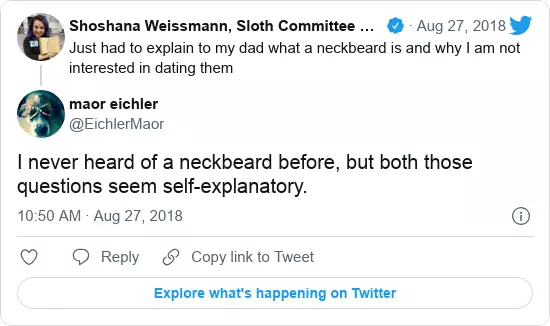 Shoshana Weissmann, Sloth Committee ... · Aug 27, 2018
Just had to explain to my dad what a neckbeard is and why I am not
interested in dating them
maor eichler
@EichlerMaor
I never heard of a neckbeard before, but both those
questions seem self-explanatory.
10:50 AM · Aug 27, 2018
Reply Copy link to Tweet
Explore what's happening on Twitter